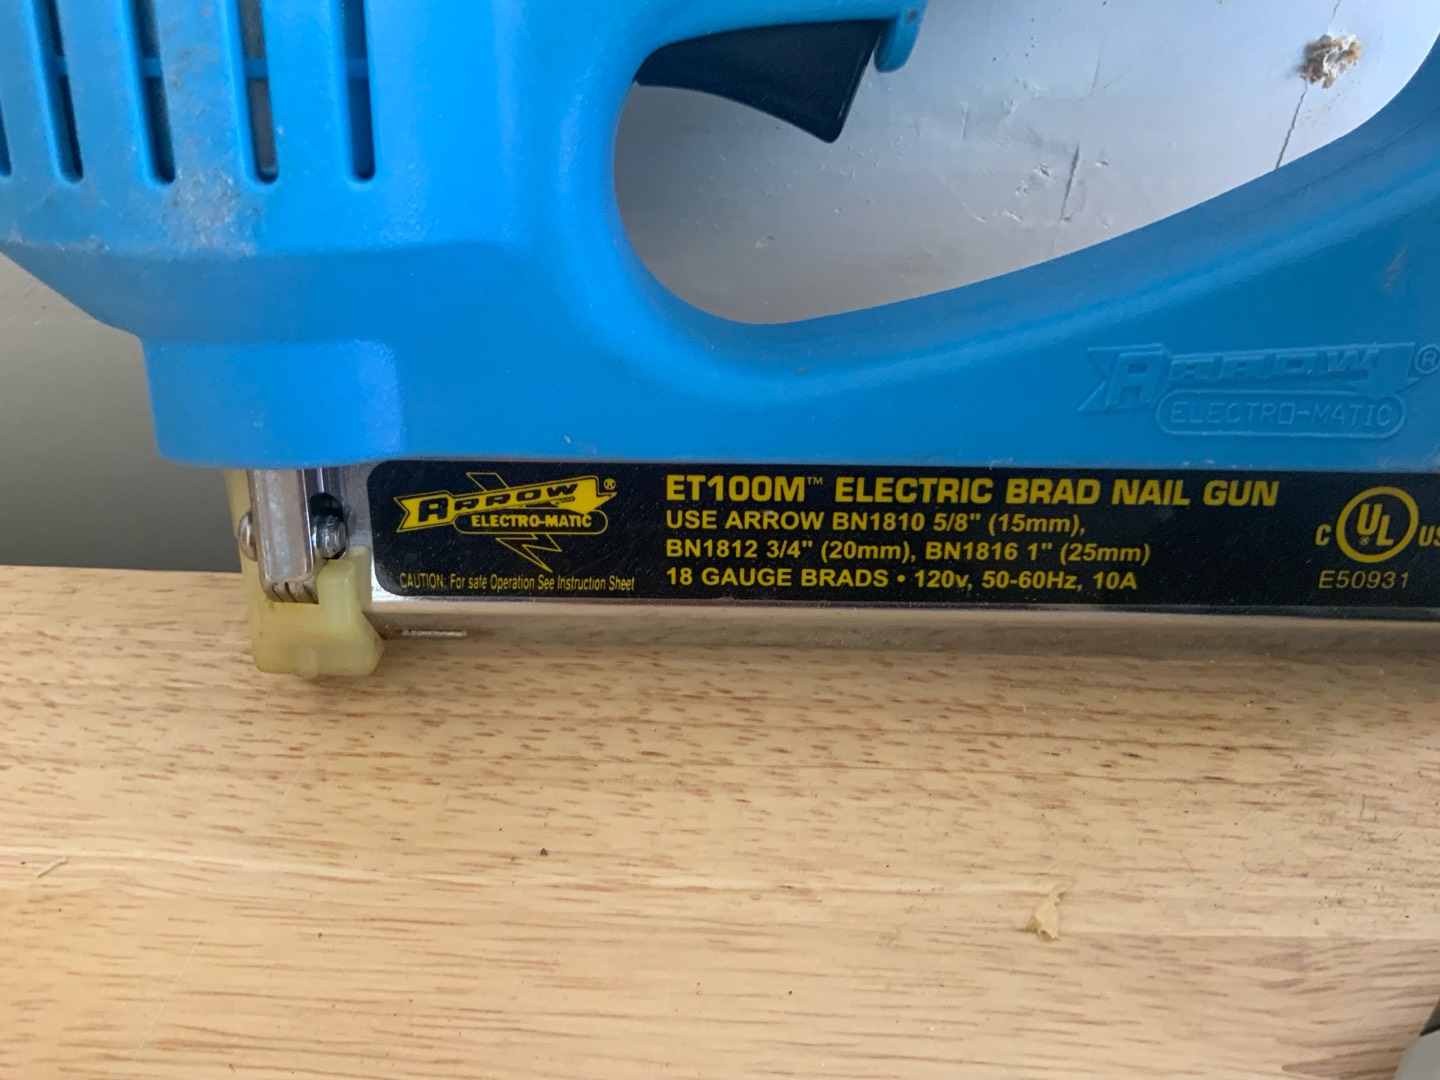 ARROW®
ELECTRO-MATIC
ARROW®
ELECTRO-MATIC
CAUTION: For safe Operation See Instruction Sheet
ET100M™ ELECTRIC BRAD NAIL GUN
USE ARROW BN1810 5/8" (15mm),
BN1812 3/4" (20mm), BN1816 1" (25mm)
18 GAUGE BRADS • 120v, 50-60Hz, 10A
C UL US
E50931